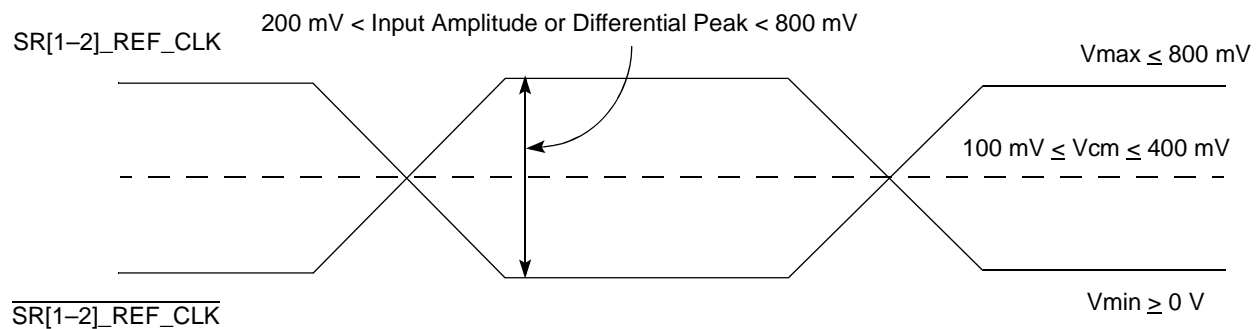 200 mV < Input Amplitude or Differential Peak < 800 mV
SR[1–2]_REF_CLK
Vmax ≤ 800 mV
100 mV ≤ Vcm ≤ 400 mV
Vmin ≥ 0 V
SR[1–2]_REF_CLK